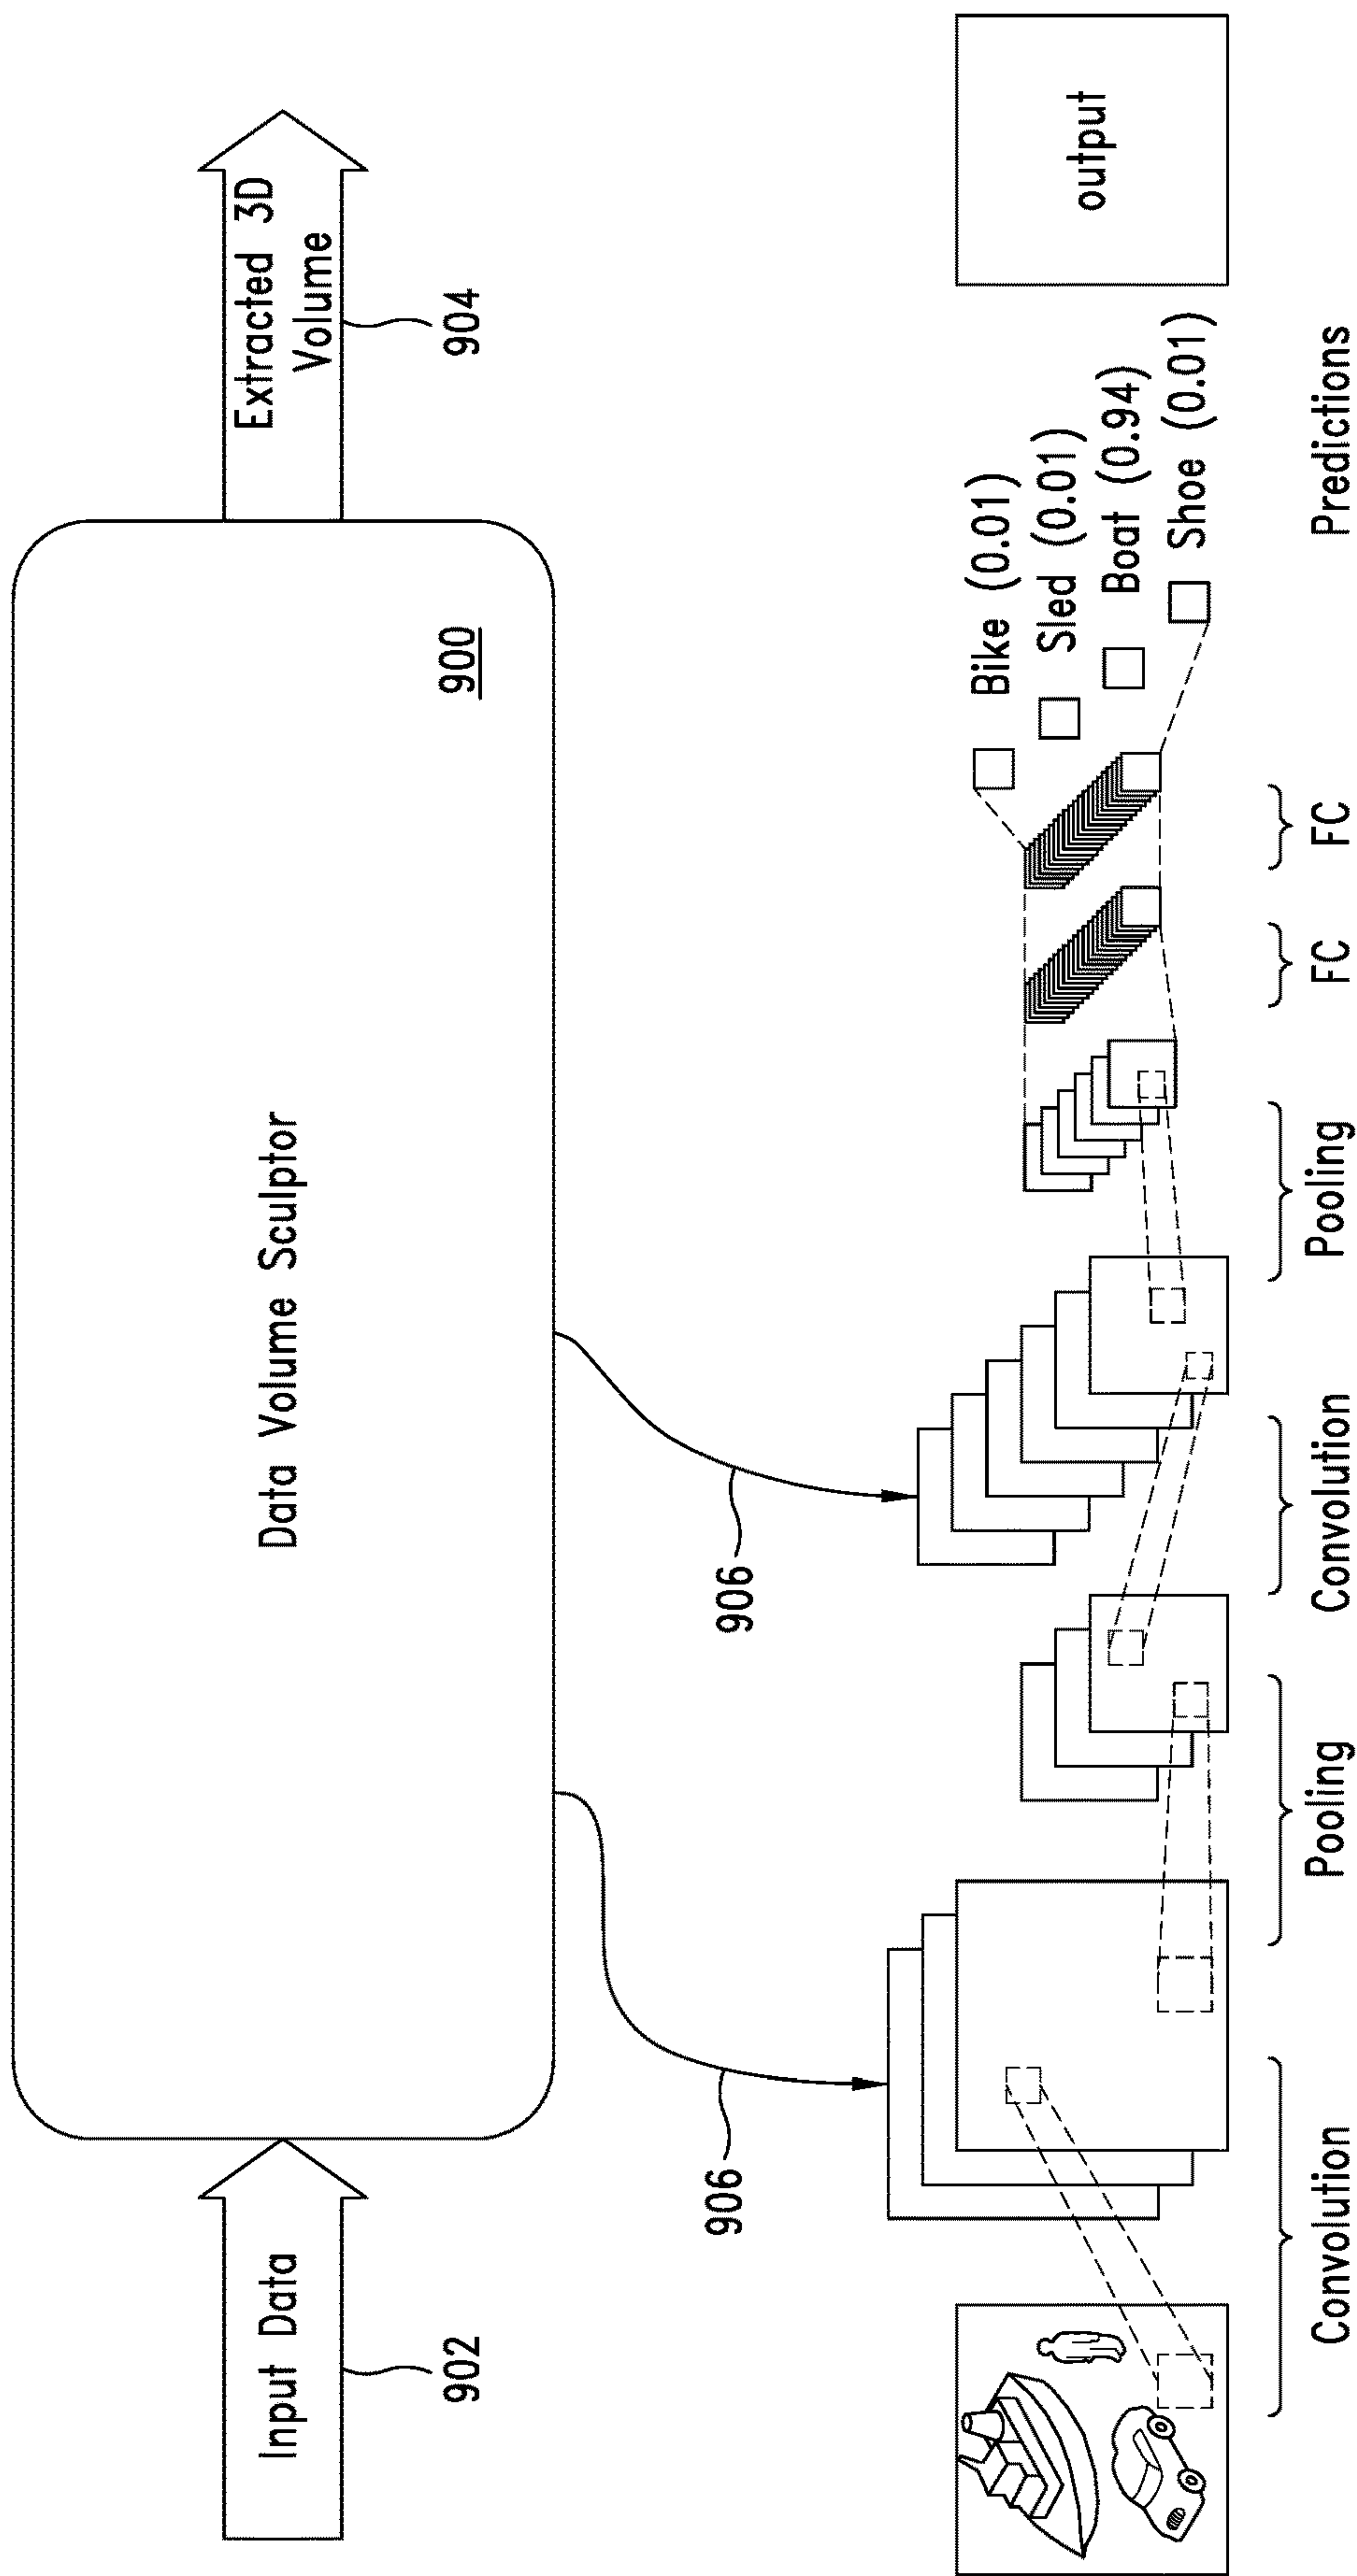 Input Data
902
Data Volume Sculptor
900
Extracted 3D
Volume
904
906
906
Bike (0.01)
Sled (0.01)
Boat (0.94)
Shoe (0.01)
output
Convolution
Pooling
Convolution
Pooling
FC
FC
Predictions